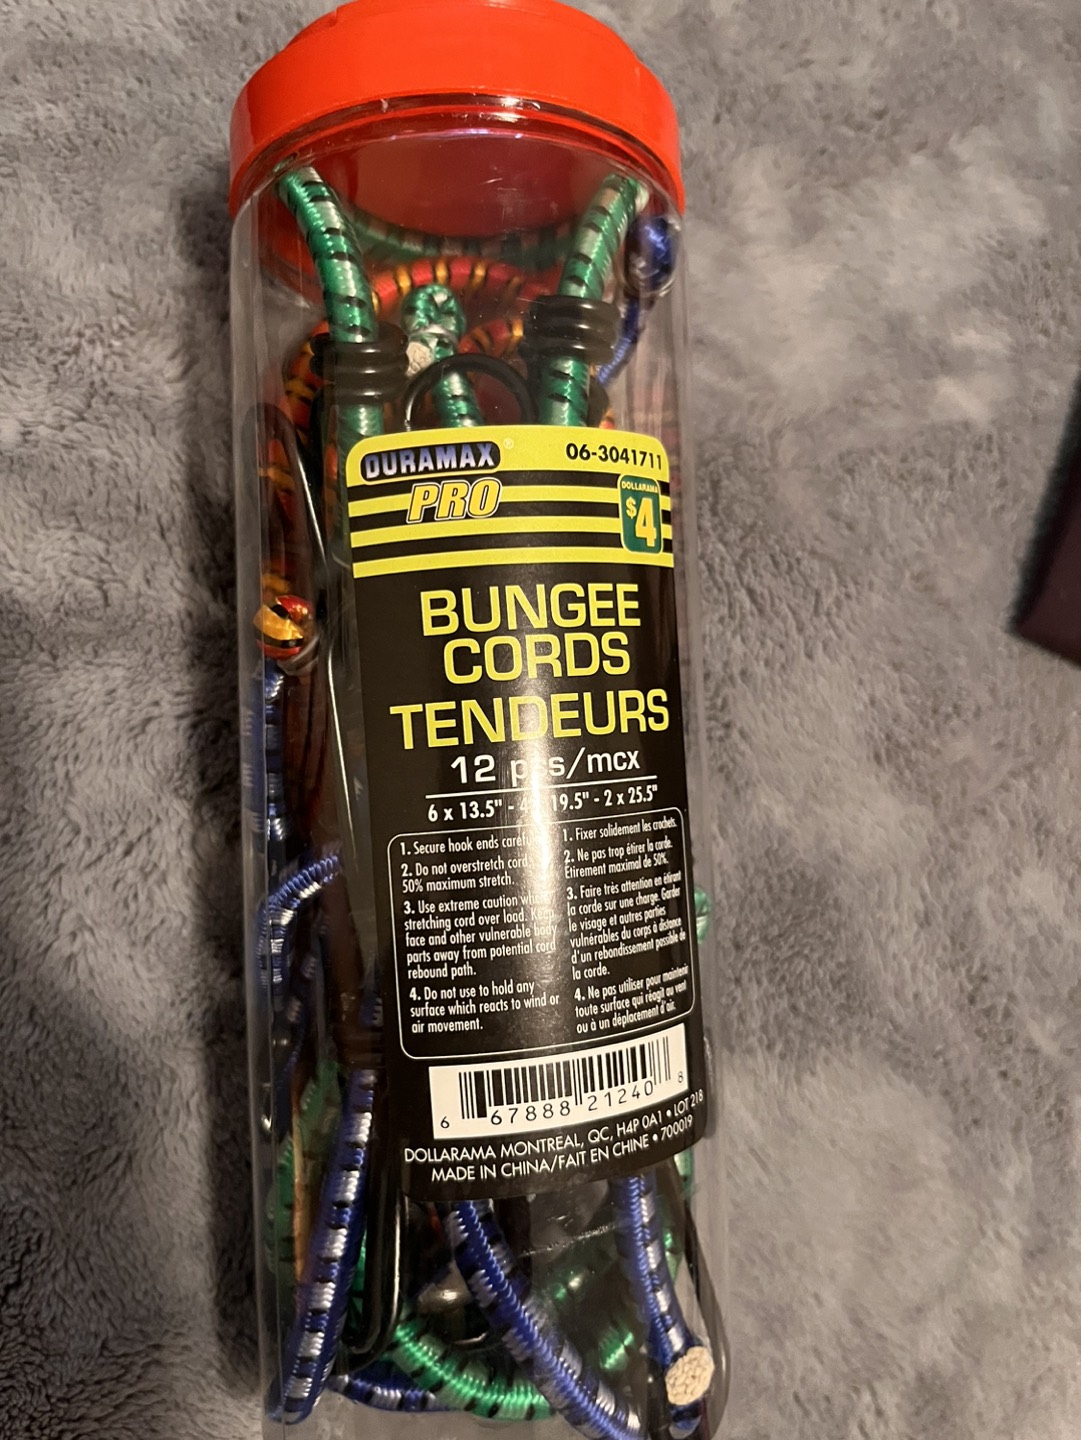 DURAMAX®
PRO
06-3041711
DOLLARAMA
$4
BUNGEE
CORDS
TENDEURS
12 pcs/mcx
6 x 13.5" - 4 x 19.5" - 2 x 25.5"
1. Secure hook ends carefully.
2. Do not overstretch cord.
50% maximum stretch.
3. Use extreme caution when
stretching cord over load. Keep
face and other vulnerable body
parts away from potential cord
rebound path.
4. Do not use to hold any
surface which reacts to wind or
air movement.
1. Fixer solidement les crochets.
2. Ne pas trop étirer la corde.
Étirement maximal de 50%.
3. Faire très attention en étirant
la corde sur une charge. Garder
le visage et autres parties
vulnérables du corps à distance
d'un rebondissement possible de
la corde.
4. Ne pas utiliser pour maintenir
toute surface qui réagit au vent
ou à un déplacement d'air.
6 67888 21240 8
DOLLARAMA MONTREAL, QC, H4P 0A1 • LOT 218
MADE IN CHINA/FAIT EN CHINE • 700019